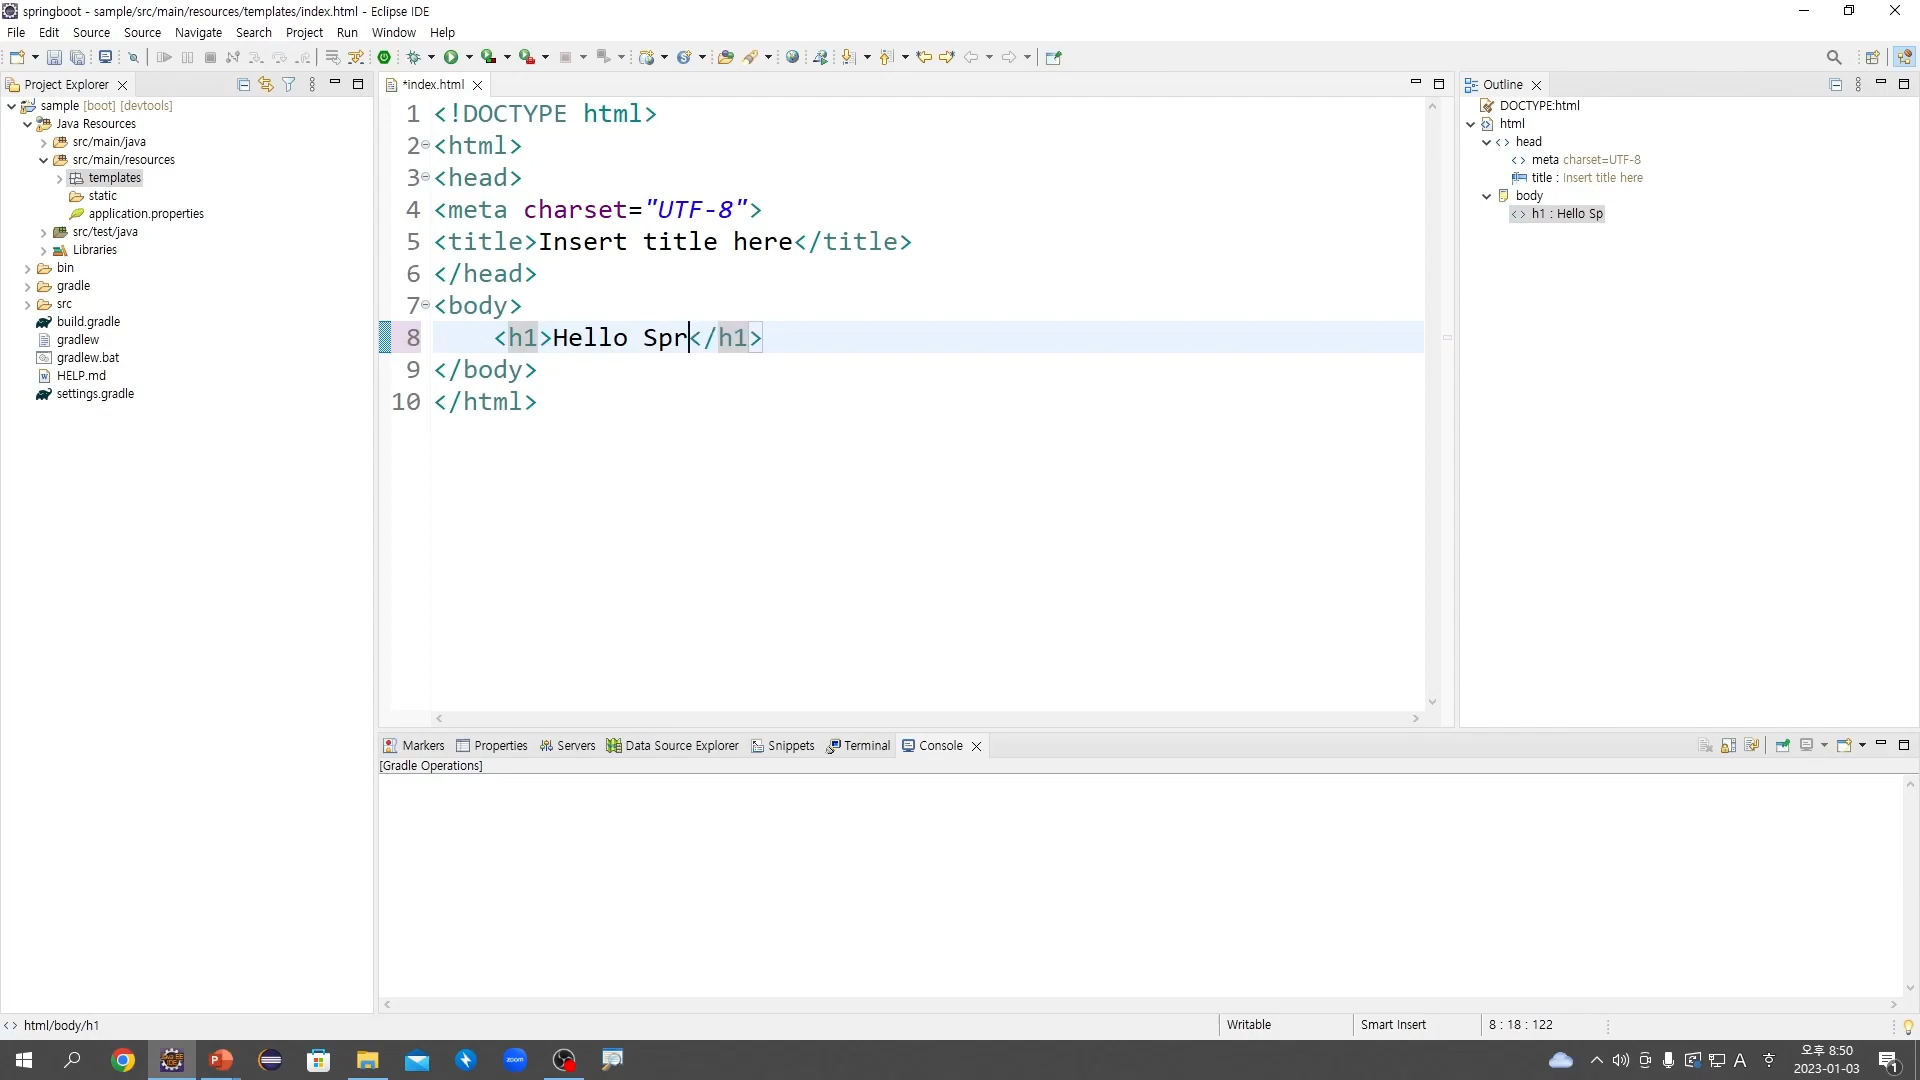 springboot - sample/src/main/resources/templates/index.html - Eclipse IDE
File Edit Source Source Navigate Search Project Run Window Help
Project Explorer
*index.html
Outline
sample [boot] [devtools]
Java Resources
src/main/java
src/main/resources
templates
static
application.properties
src/test/java
Libraries
bin
gradle
src
build.gradle
gradlew
gradlew.bat
HELP.md
settings.gradle
1 <!DOCTYPE html>
2 <html>
3 <head>
4 <meta charset="UTF-8">
5 <title>Insert title here</title>
6 </head>
7 <body>
8 <h1>Hello Spr</h1>
9 </body>
10 </html>
DOCTYPE:html
html
head
meta charset=UTF-8
title : Insert title here
body
h1 : Hello Sp
Markers Properties Servers Data Source Explorer Snippets Terminal Console
[Gradle Operations]
html/body/h1
Writable
Smart Insert
8 : 18 : 122
zoom
A
오후 8:50
2023-01-03
1